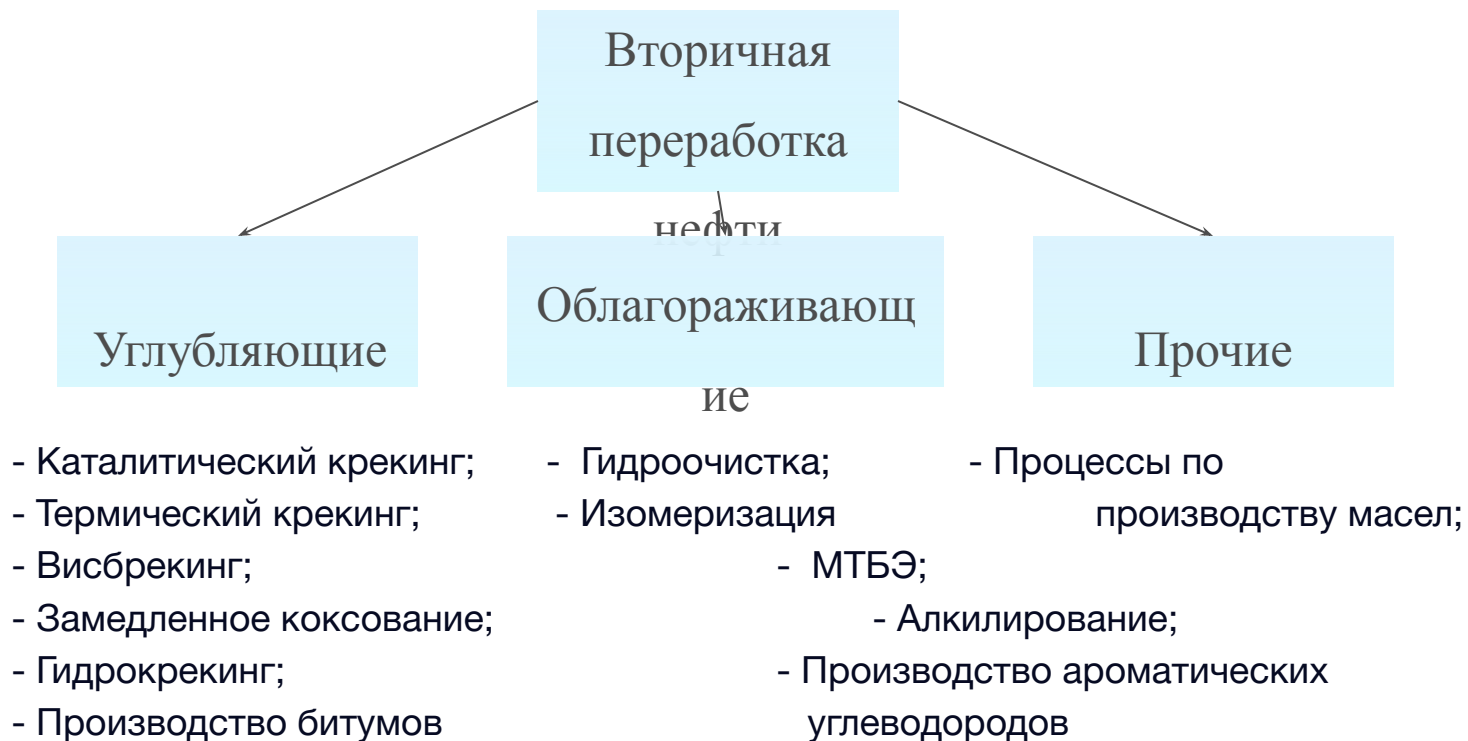 Вторичная
переработка
нефти
Углубляющие
Облагораживающ
ие
Прочие
- Каталитический крекинг;
- Гидроочистка;
- Процессы по
- Термический крекинг;
- Изомеризация
производству масел;
- Висбрекинг;
- МТБЭ;
- Замедленное коксование;
- Алкилирование;
- Гидрокрекинг;
- Производство ароматических
- Производство битумов
углеводородов